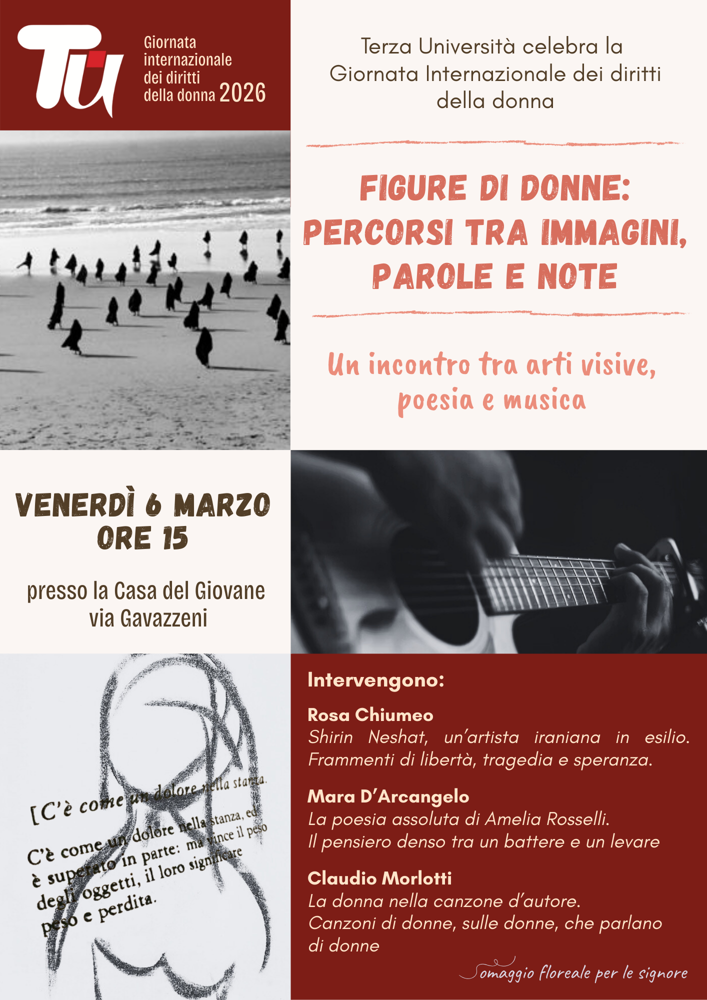 TU
Giornata
internazionale
dei diritti
della donna 2026
Terza Università celebra la
Giornata Internazionale dei diritti
della donna
FIGURE DI DONNE:
PERCORSI TRA IMMAGINI,
PAROLE E NOTE
Un incontro tra arti visive,
poesia e musica
VENERDÌ 6 MARZO
ORE 15
presso la Casa del Giovane
via Gavazzeni
[C'è come un dolore nella stanza.
C'è come un dolore nella stanza, ed
è superato in parte: ma vince il peso
degli oggetti, il loro significare
peso e perdita.
Intervengono:
Rosa Chiumeo
Shirin Neshat, un'artista iraniana in esilio.
Frammenti di libertà, tragedia e speranza.
Mara D'Arcangelo
La poesia assoluta di Amelia Rosselli.
Il pensiero denso tra un battere e un levare
Claudio Morlotti
La donna nella canzone d'autore.
Canzoni di donne, sulle donne, che parlano
di donne
omaggio floreale per le signore